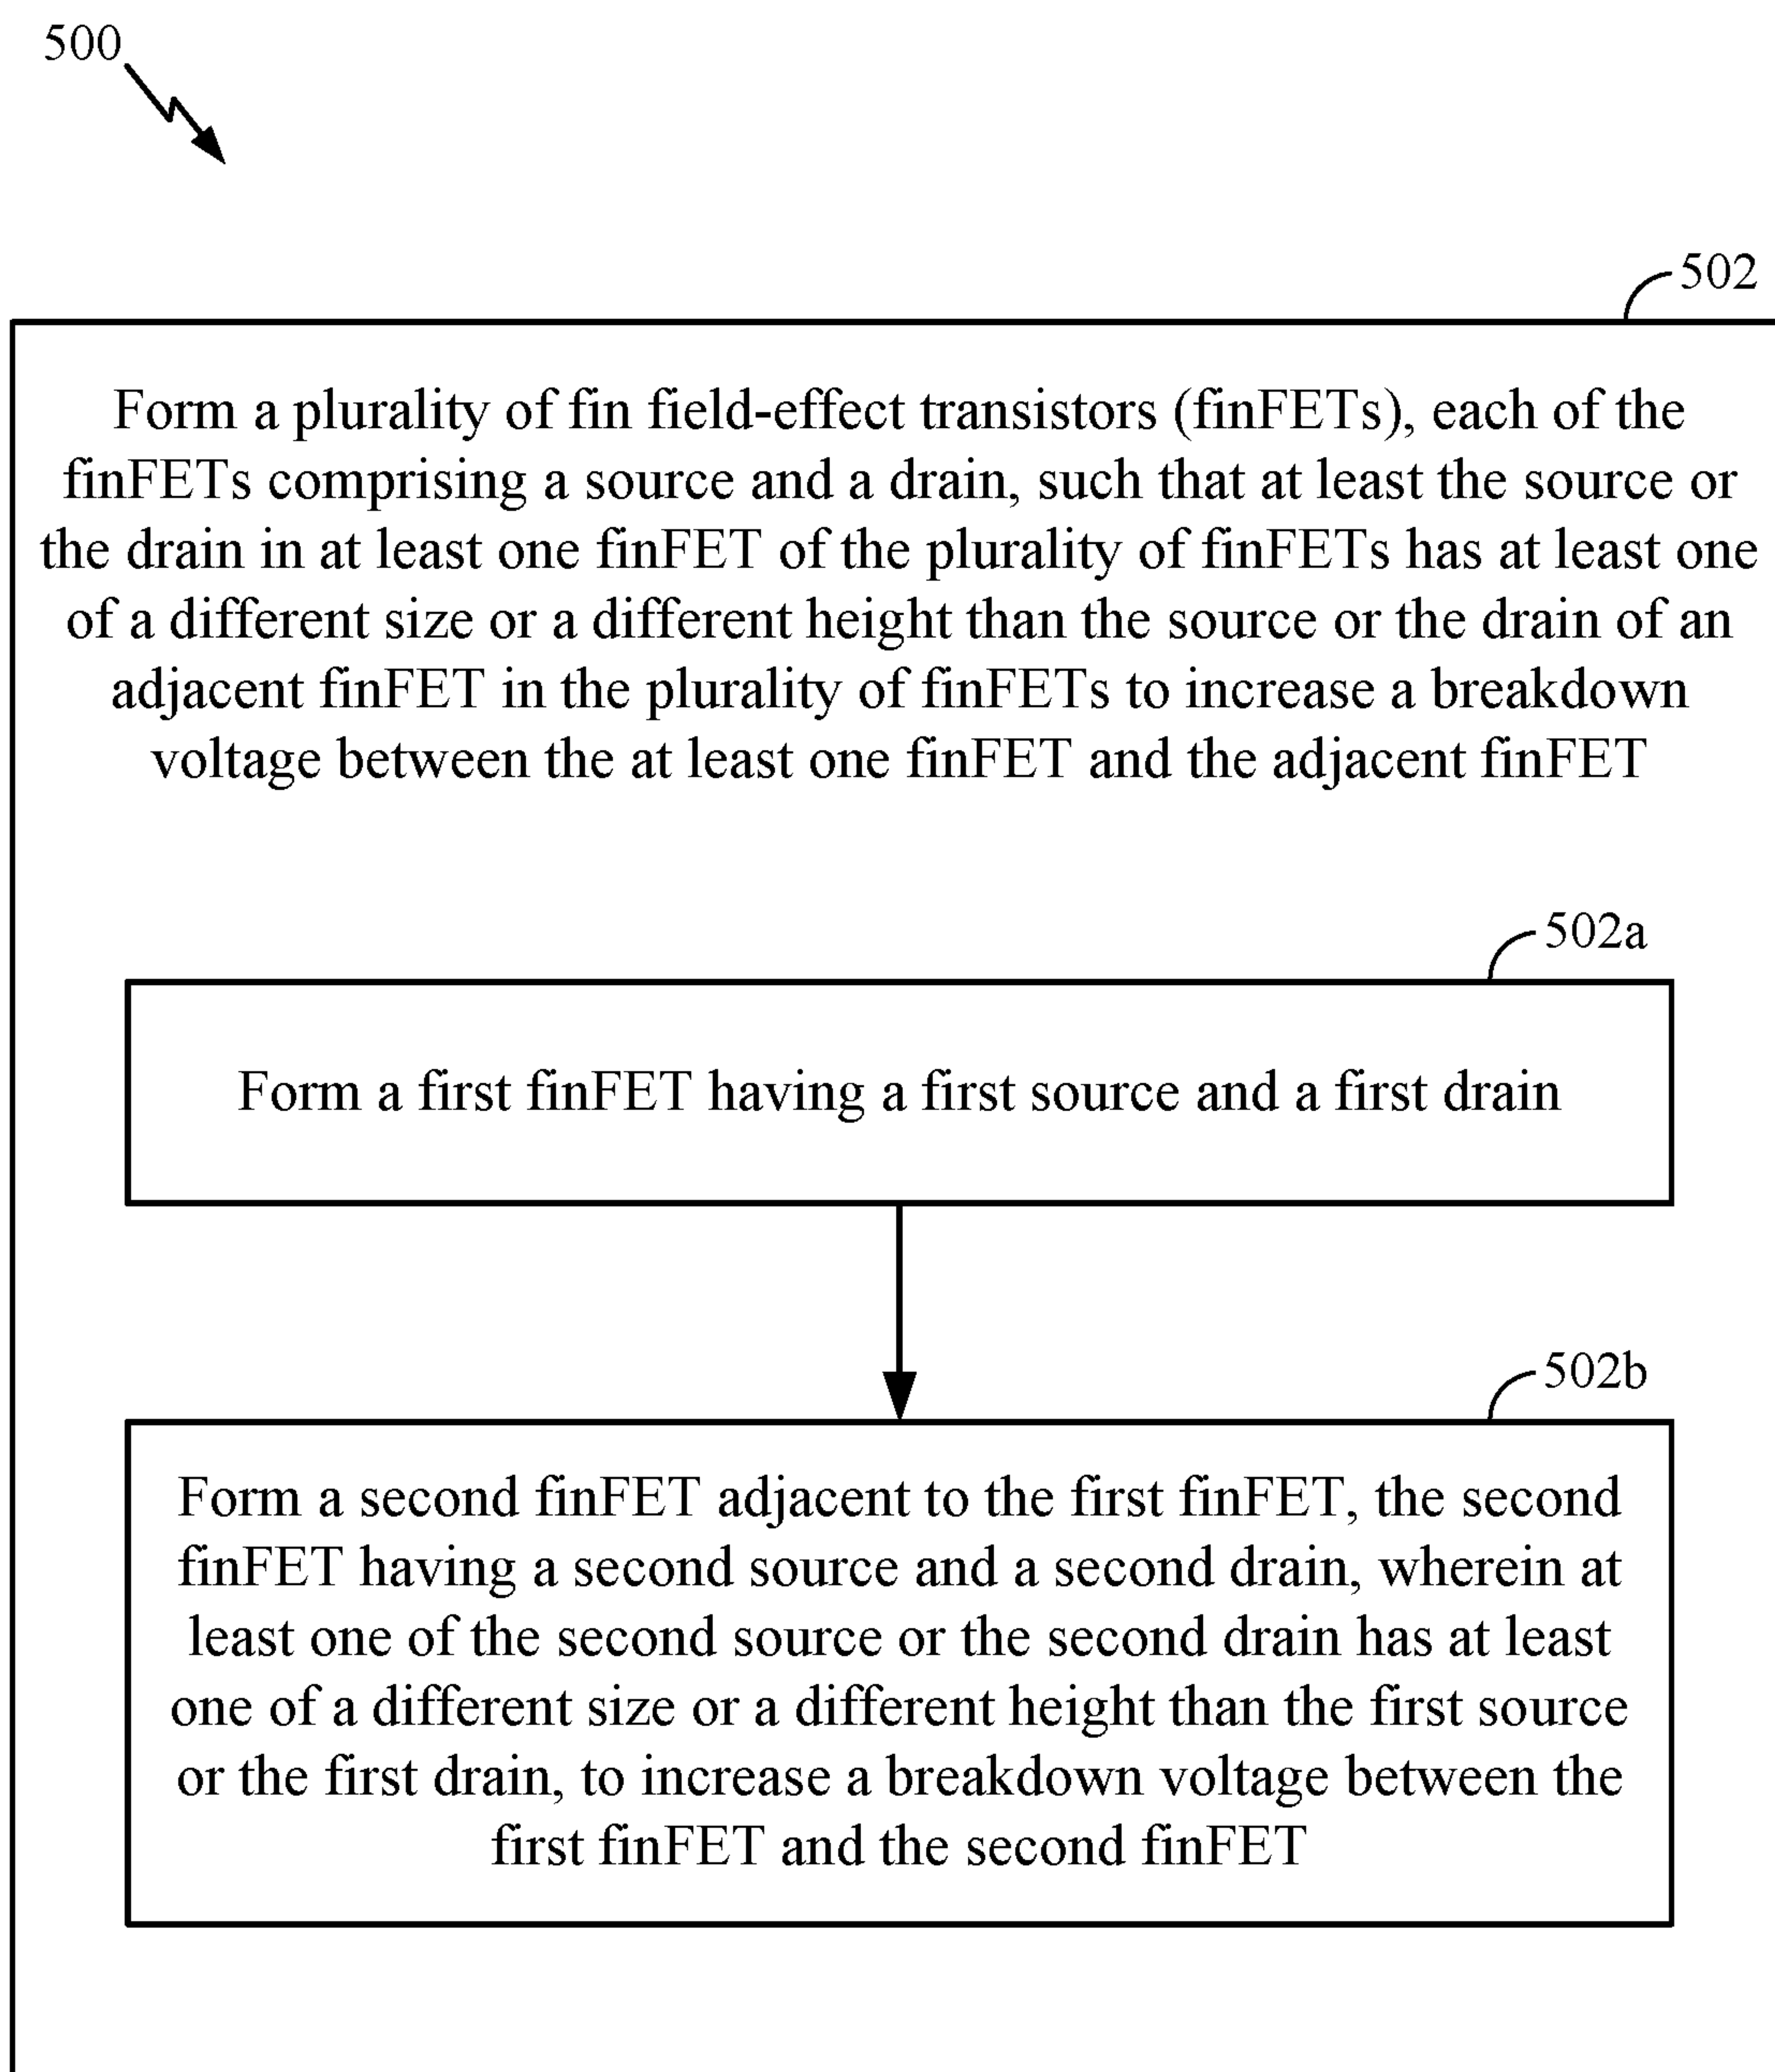 500
502
Form a plurality of fin field-effect transistors (finFETs), each of the
finFETs comprising a source and a drain, such that at least the source or
the drain in at least one finFET of the plurality of finFETs has at least one
of a different size or a different height than the source or the drain of an
adjacent finFET in the plurality of finFETs to increase a breakdown
voltage between the at least one finFET and the adjacent finFET
502a
Form a first finFET having a first source and a first drain
502b
Form a second finFET adjacent to the first finFET, the second
finFET having a second source and a second drain, wherein at
least one of the second source or the second drain has at least
one of a different size or a different height than the first source
or the first drain, to increase a breakdown voltage between the
first finFET and the second finFET